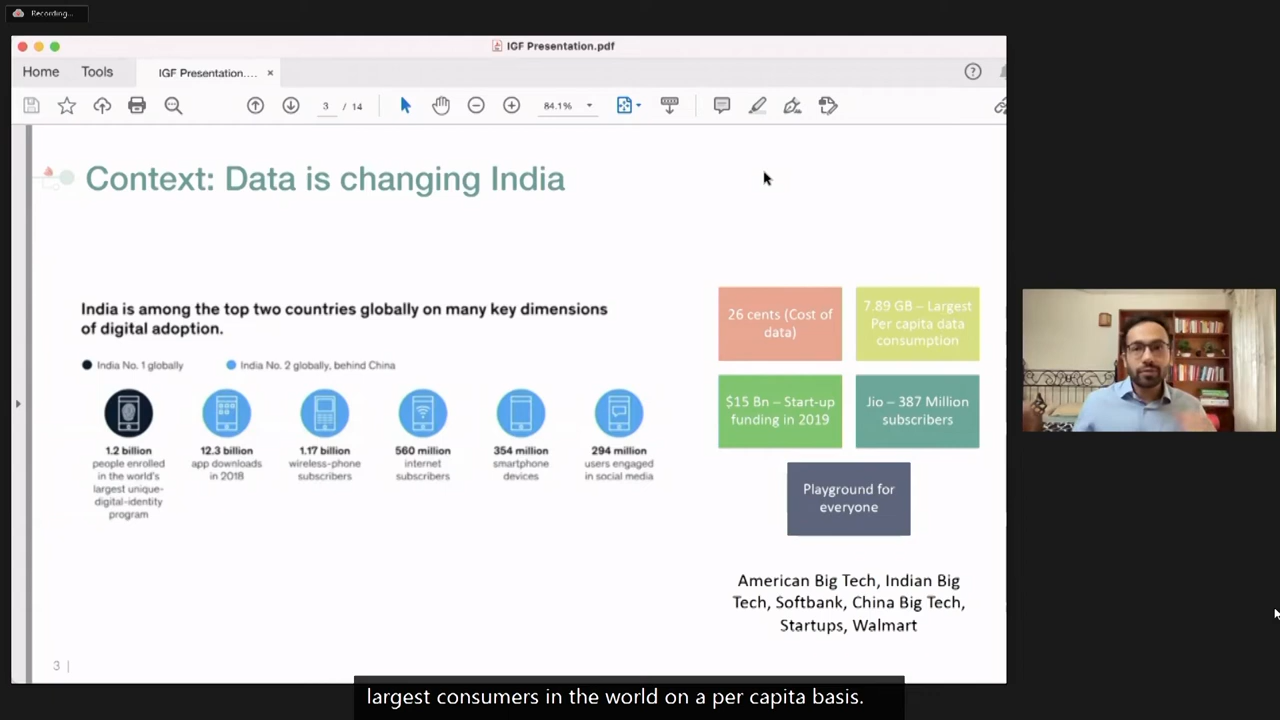 Recording...
IGF Presentation.pdf
Home
Tools
IGF Presentation.... ×
3 / 14
84.1%
Context: Data is changing India
India is among the top two countries globally on many key dimensions
of digital adoption.
India No. 1 globally
India No. 2 globally, behind China
1.2 billion
people enrolled
in the world's
largest unique-
digital-identity
program
12.3 billion
app downloads
in 2018
1.17 billion
wireless-phone
subscribers
560 million
internet
subscribers
354 million
smartphone
devices
294 million
users engaged
in social media
26 cents (Cost of
data)
7.89 GB – Largest
Per capita data
consumption
$15 Bn – Start-up
funding in 2019
Jio – 387 Million
subscribers
Playground for
everyone
American Big Tech, Indian Big
Tech, Softbank, China Big Tech,
Startups, Walmart
3 |
largest consumers in the world on a per capita basis.